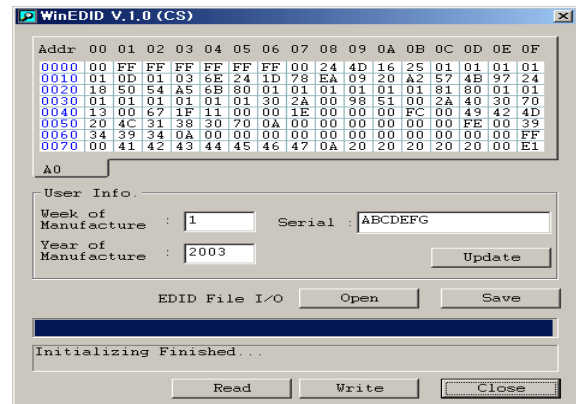 WinEDID V.1.0 (CS)
Addr 00 01 02 03 04 05 06 07 08 09 0A 0B 0C 0D 0E 0F
0000 00 FF FF FF FF FF FF 00 24 4D 16 25 01 01 01 01
0010 01 0D 01 03 6E 24 1D 78 EA 09 20 A2 57 4B 97 24
0020 18 50 54 A5 6B 80 01 01 01 01 01 01 81 80 01 01
0030 01 01 01 01 01 01 30 2A 00 98 51 00 2A 40 30 70
0040 13 00 67 1F 11 00 00 1E 00 00 00 FC 00 49 42 4D
0050 20 4C 31 38 30 70 0A 00 00 00 00 00 00 FE 00 39
0060 34 39 34 0A 00 00 00 00 00 00 00 00 00 00 00 FF
0070 00 41 42 43 44 45 46 47 0A 20 20 20 20 20 00 E1
A0
User Info.
Week of Manufacture : 1 Serial : ABCDEFG
Year of Manufacture : 2003 Update
EDID File I/O Open Save
Initializing Finished...
Read Write Close